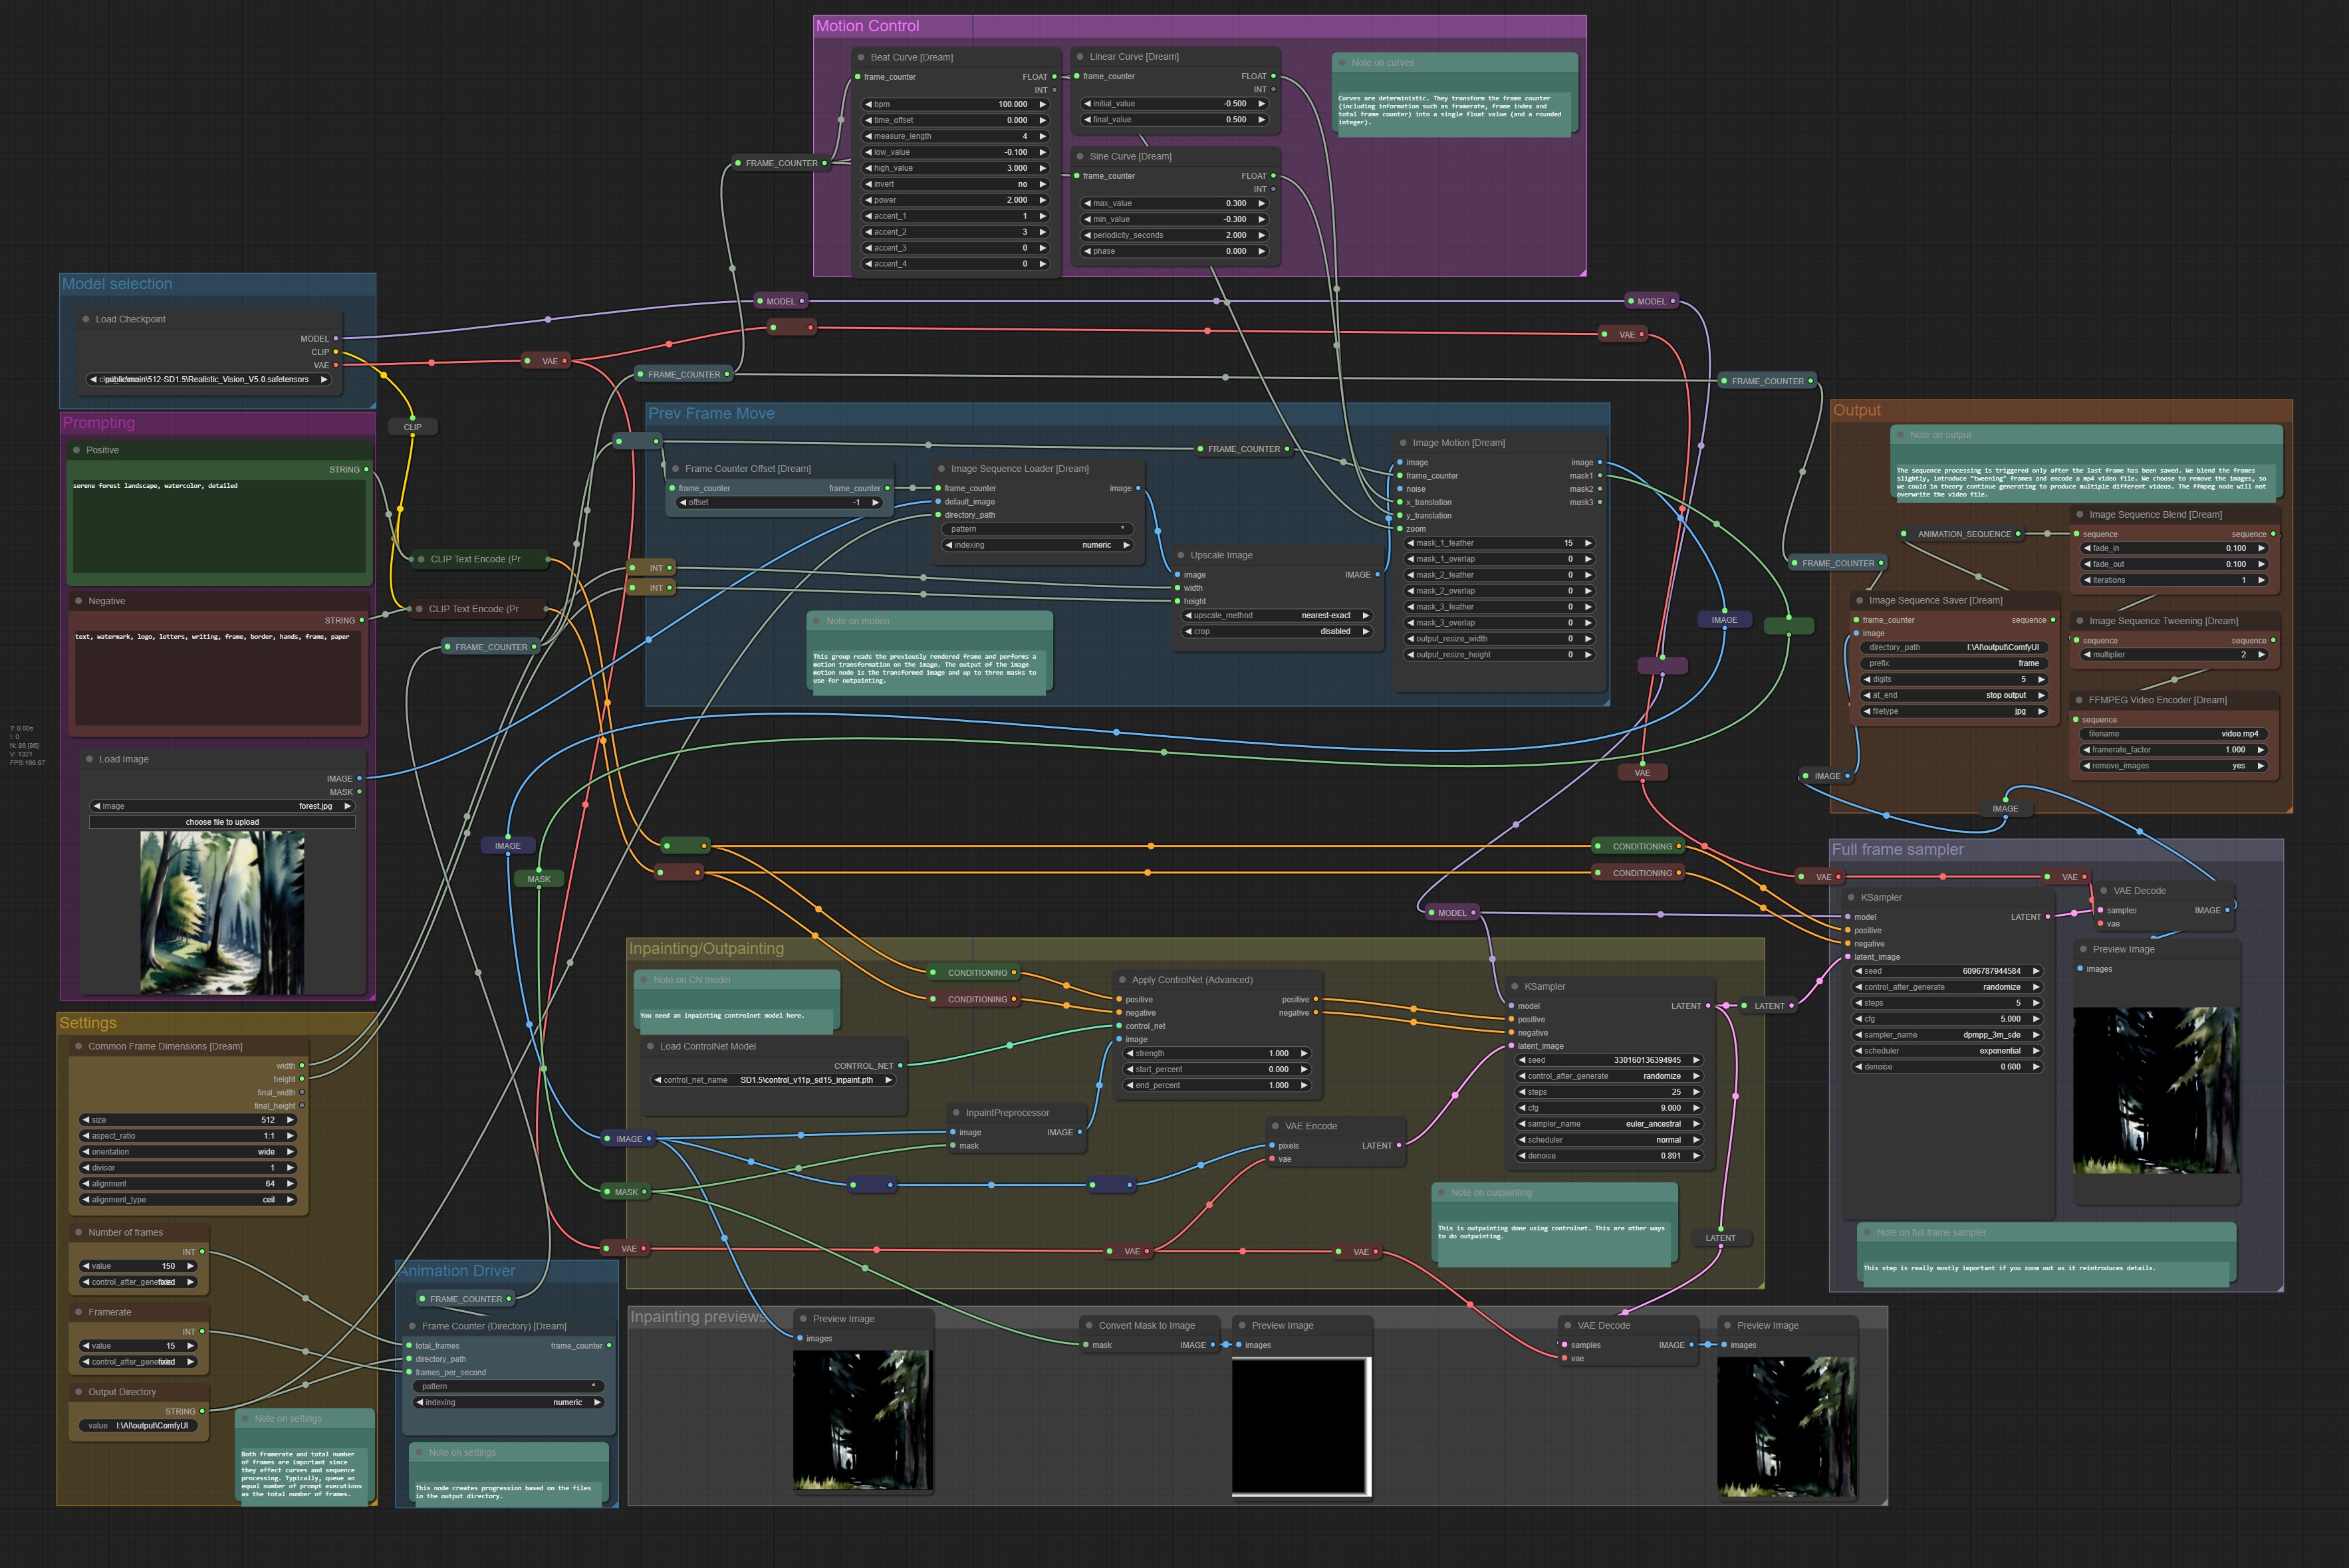 Motion Control
Beat Curve [Dream]
frame_counter
FLOAT
INT
bpm 100.000
time_offset 0.000
measure_length 4
low_value -0.100
high_value 3.000
invert no
power 2.000
accent_1 1
accent_2 3
accent_3 0
accent_4 0
Linear Curve [Dream]
frame_counter
FLOAT
INT
initial_value -0.500
final_value 0.500
Sine Curve [Dream]
frame_counter
FLOAT
INT
max_value 0.300
min_value -0.300
periodicity_seconds 2.000
phase 0.000
Note on curves
Curves are deterministic. They transform the frame counter
(including information such as framerate, frame index and
total frame counter) into a single float value (and a rounded
integer).
FRAME_COUNTER
Model selection
Load Checkpoint
MODEL
CLIP
VAE
public\main\512-SD1.5\Realistic_Vision_V5.0.safetensors
MODEL
MODEL
VAE
VAE
FRAME_COUNTER
FRAME_COUNTER
CLIP
Prompting
Positive
STRING
serene forest landscape, watercolor, detailed
CLIP Text Encode (Pr
Negative
STRING
text, watermark, logo, letters, writing, frame, border, hands, frame, paper
CLIP Text Encode (Pr
FRAME_COUNTER
Load Image
IMAGE
MASK
image forest.jpg
choose file to upload
T: 0.00s
I: 0
N: 86 [86]
V: 1321
FPS:166.67
Prev Frame Move
FRAME_COUNTER
Frame Counter Offset [Dream]
frame_counter frame_counter
offset -1
Image Sequence Loader [Dream]
frame_counter image
default_image
directory_path
pattern *
indexing numeric
INT
INT
Upscale Image
image IMAGE
width
height
upscale_method nearest-exact
crop disabled
Note on motion
This group reads the previously rendered frame and performs a
motion transformation on the image. The output of the image
motion node is the transformed image and up to three masks to
use for outpainting.
Image Motion [Dream]
image image
frame_counter mask1
noise mask2
x_translation mask3
y_translation
zoom
mask_1_feather 15
mask_1_overlap 0
mask_2_feather 0
mask_2_overlap 0
mask_3_feather 0
mask_3_overlap 0
output_resize_width 0
output_resize_height 0
IMAGE
VAE
Output
Note on output
The sequence processing is triggered only after the last frame has been saved. We blend the frames
slightly, introduce "tweening" frames and encode a mp4 video file. We choose to remove the images, so
we could in theory continue generating to produce multiple different videos. The ffmpeg node will not
overwrite the video file.
ANIMATION_SEQUENCE
FRAME_COUNTER
Image Sequence Blend [Dream]
sequence sequence
fade_in 0.100
fade_out 0.100
iterations 1
Image Sequence Saver [Dream]
frame_counter sequence
image
directory_path I:\AI\output\ComfyUI
prefix frame
digits 5
at_end stop output
filetype jpg
Image Sequence Tweening [Dream]
sequence sequence
multiplier 2
FFMPEG Video Encoder [Dream]
sequence
filename video.mp4
framerate_factor 1.000
remove_images yes
IMAGE
IMAGE
IMAGE
MASK
CONDITIONING
CONDITIONING
MODEL
Full frame sampler
VAE
VAE
KSampler
model LATENT
positive
negative
latent_image
seed 6096787944584
control_after_generate randomize
steps 5
cfg 5.000
sampler_name dpmpp_3m_sde
scheduler exponential
denoise 0.600
VAE Decode
samples IMAGE
vae
Preview Image
images
Note on full frame sampler
This step is really mostly important if you zoom out as it reintroduces details.
Inpainting/Outpainting
Note on CN model
You need an inpainting controlnet model here.
Load ControlNet Model
CONTROL_NET
control_net_name SD1.5\control_v11p_sd15_inpaint.pth
CONDITIONING
CONDITIONING
Apply ControlNet (Advanced)
positive positive
negative negative
control_net
image
strength 1.000
start_percent 0.000
end_percent 1.000
InpaintPreprocessor
image IMAGE
mask
IMAGE
MASK
VAE
VAE
VAE
VAE Encode
pixels LATENT
vae
KSampler
model LATENT
positive
negative
latent_image
seed 330160136394945
control_after_generate randomize
steps 25
cfg 9.000
sampler_name euler_ancestral
scheduler normal
denoise 0.891
LATENT
LATENT
Note on outpainting
This is outpainting done using controlnet. This are other ways
to do outpainting.
Settings
Common Frame Dimensions [Dream]
width
height
final_width
final_height
size 512
aspect_ratio 1:1
orientation wide
divisor 1
alignment 64
alignment_type ceil
Number of frames
INT
value 150
control_after_generate fixed
Framerate
INT
value 15
control_after_generate fixed
Output Directory
STRING
value I:\AI\output\ComfyUI
Note on settings
Both framerate and total number
of frames are important since
they affect curves and sequence
processing. Typically, queue an
equal number of prompt executions
as the total number of frames.
Animation Driver
FRAME_COUNTER
Frame Counter (Directory) [Dream]
total_frames frame_counter
directory_path
frames_per_second
pattern *
indexing numeric
Note on settings
This node creates progression based on the files
in the output directory.
Inpainting previews
Preview Image
images
Convert Mask to Image
mask IMAGE
Preview Image
images
VAE Decode
samples IMAGE
vae
Preview Image
images